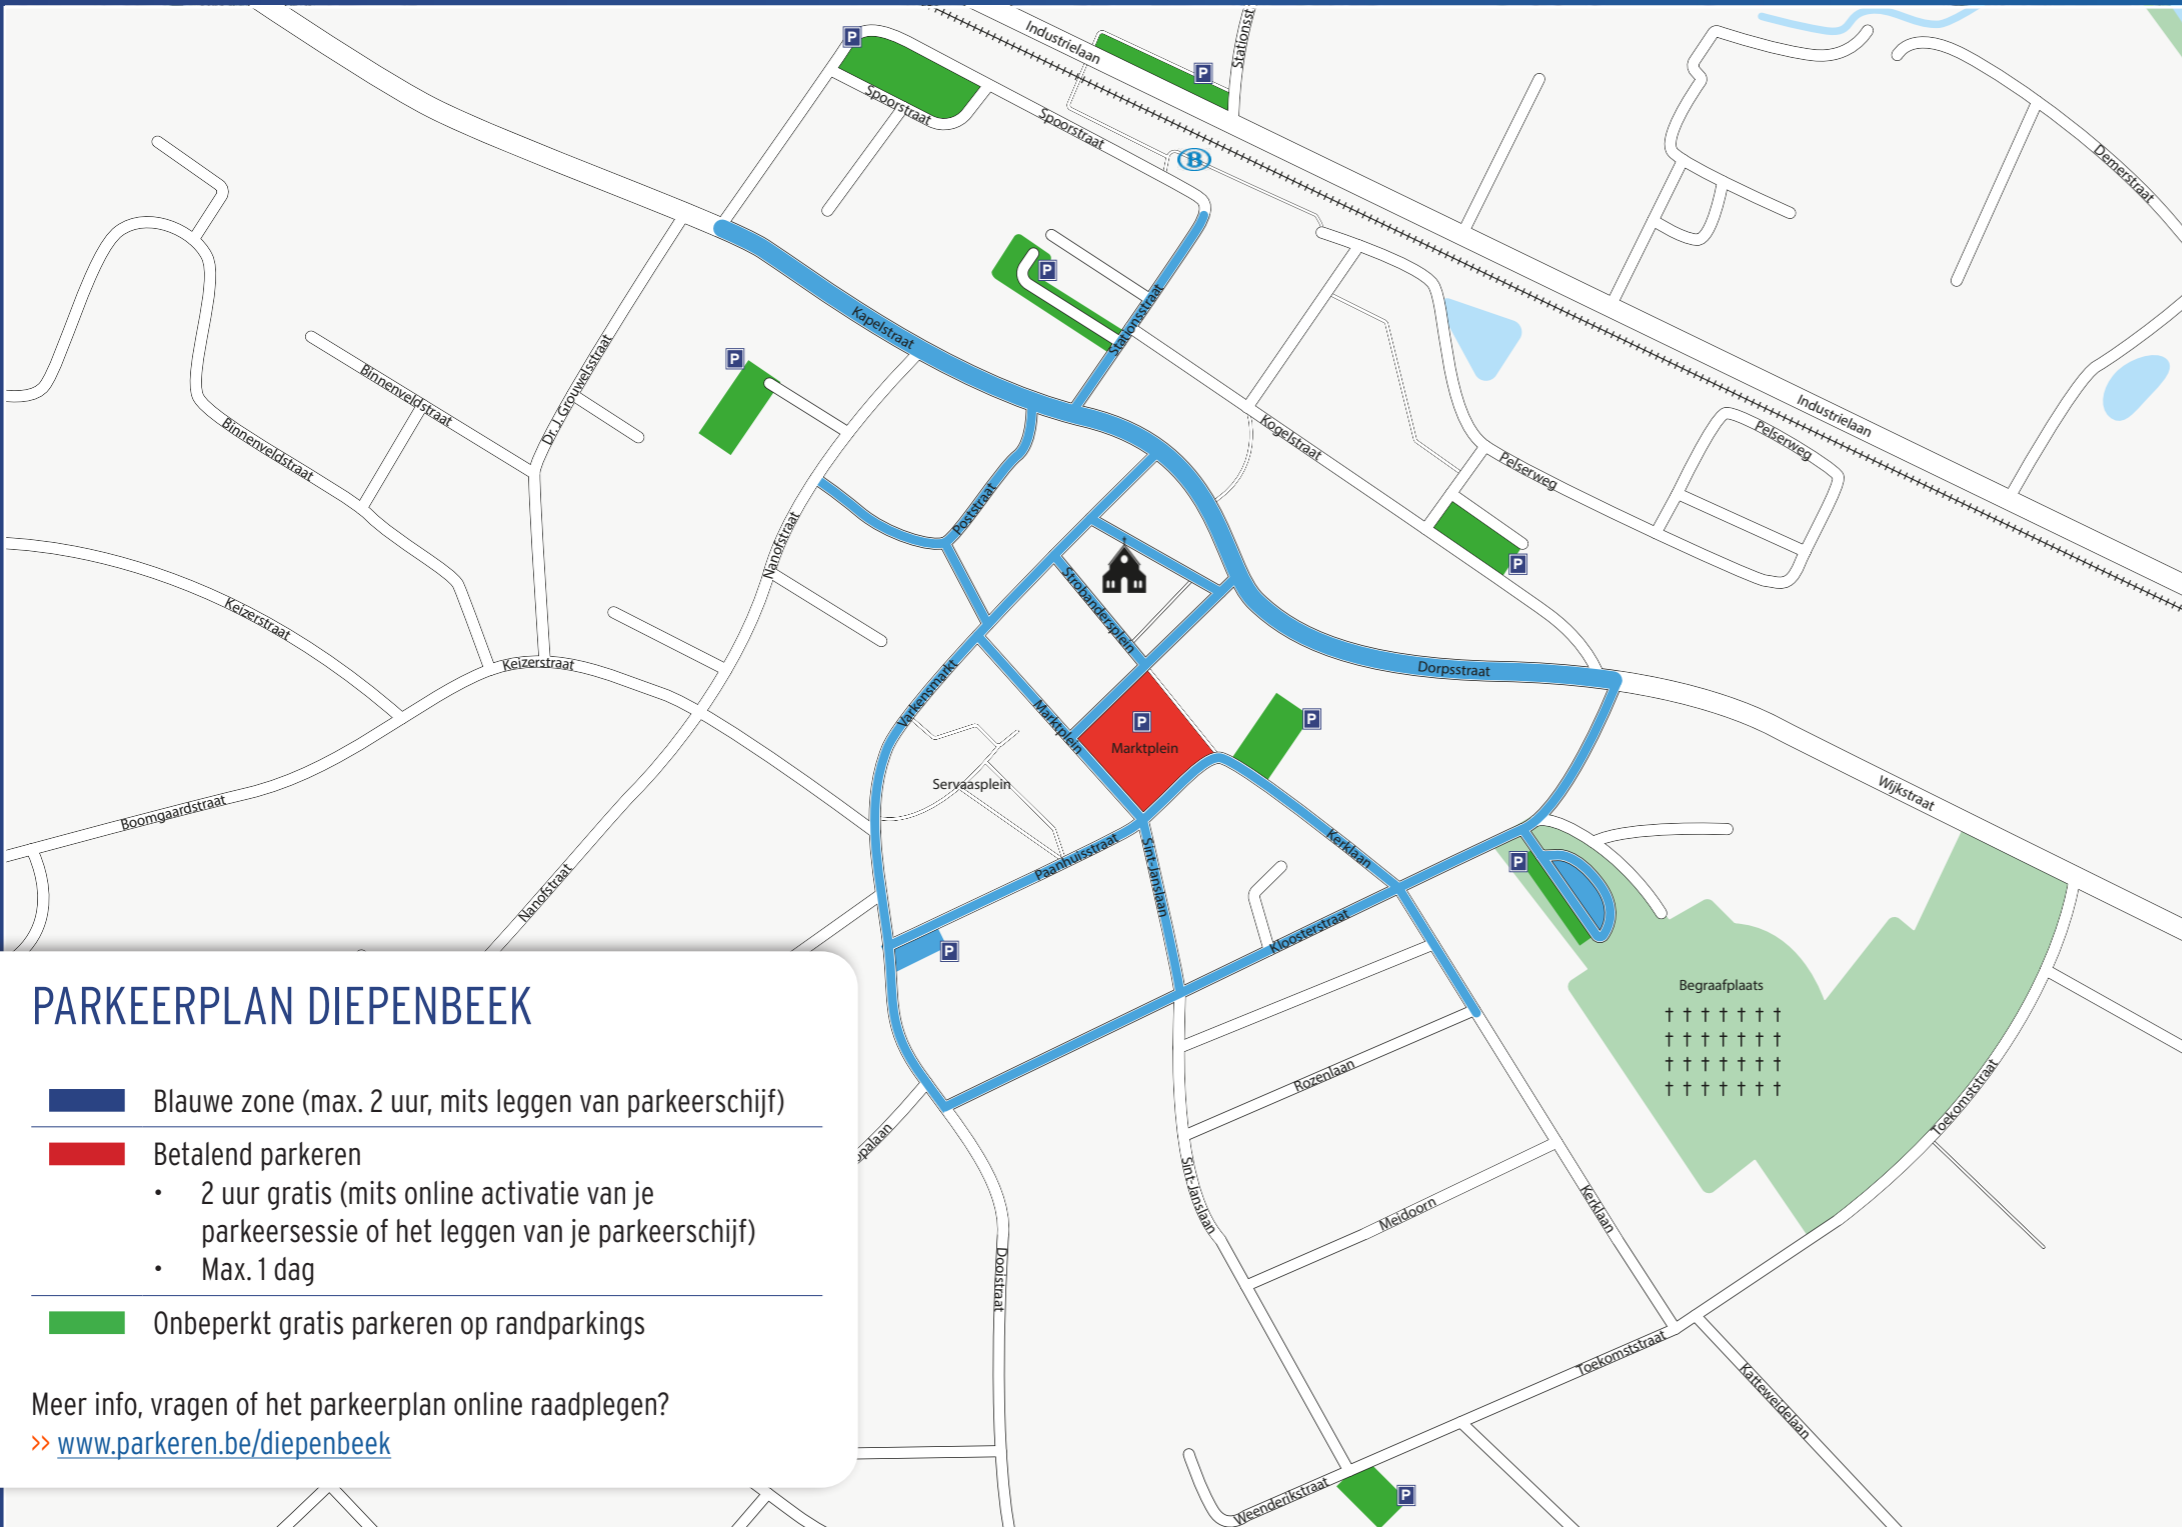 P
Industrielaan
Stationsst
P
Spoorstraat
Spoorstraat
B
Demerstraat
P
Stationsstraat
Kapelstraat
P
Dr. J. Grouwelsstraat
Binnenveldstraat
Binnenveldstraat
Kogelstraat
Industrielaan
Pelserweg
Pelserweg
Poststraat
Nanofstraat
P
Strobandersplein
Keizerstraat
Keizerstraat
Varkensmarkt
Dorpsstraat
Marktplein
P
Marktplein
P
Servaasplein
Wijkstraat
Boomgaardstraat
Nanofstraat
Paanhuisstraat
Sint-Janslaan
Kerklaan
P
Kloosterstraat
P
Begraafplaats
Rozenlaan
Toekomststraat
opalaan
Sint-Janslaan
Meidoorn
Kerklaan
Dooistraat
Toekomststraat
Katteweidelaan
Weenderikstraat
P
PARKEERPLAN DIEPENBEEK
Blauwe zone (max. 2 uur, mits leggen van parkeerschijf)
Betalend parkeren
• 2 uur gratis (mits online activatie van je
parkeersessie of het leggen van je parkeerschijf)
• Max. 1 dag
Onbeperkt gratis parkeren op randparkings
Meer info, vragen of het parkeerplan online raadplegen?
>> www.parkeren.be/diepenbeek